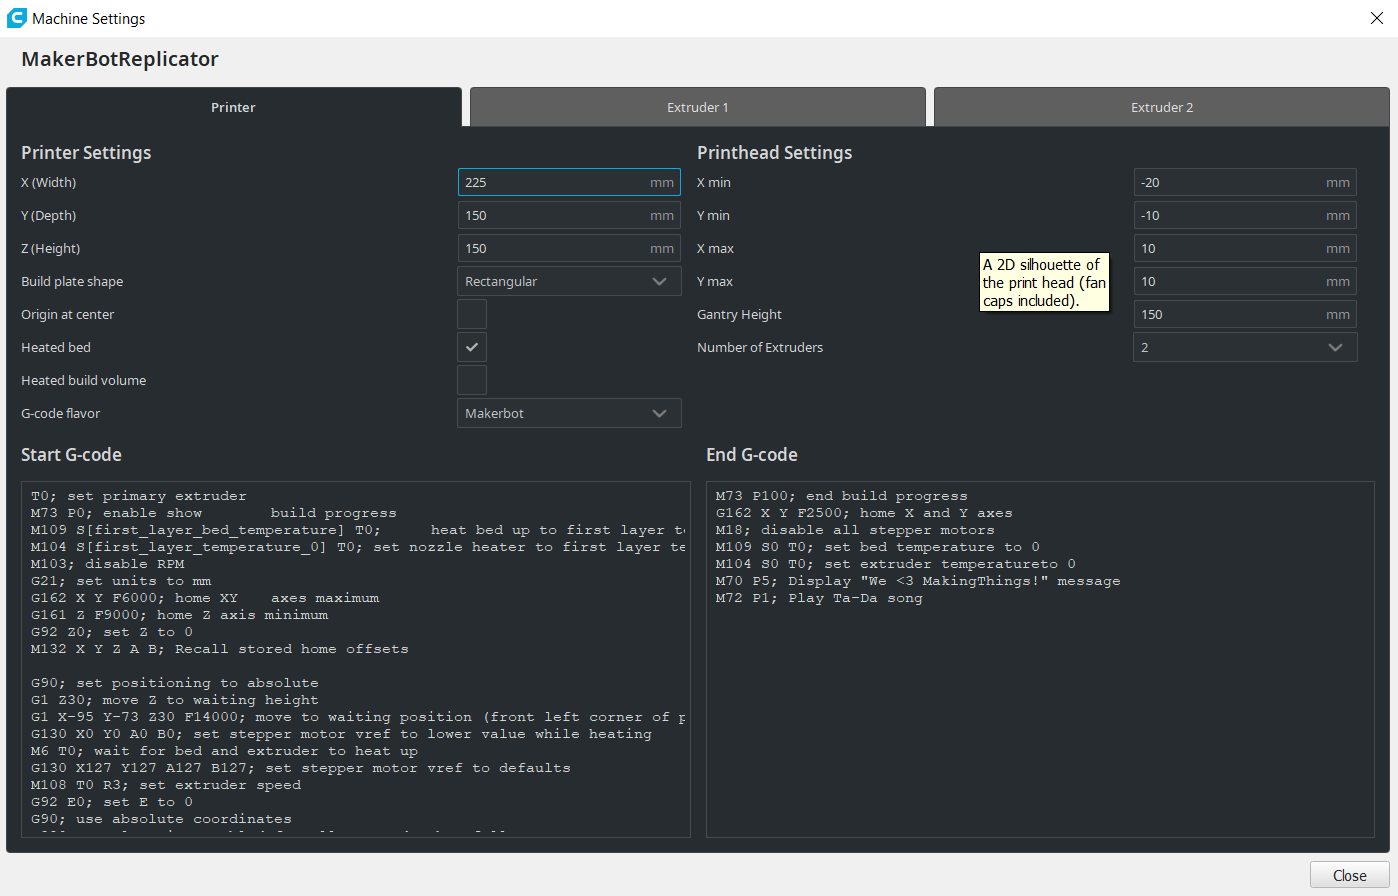 Machine Settings
MakerBotReplicator
Printer
Extruder 1
Extruder 2
Printer Settings
X (Width)
225 mm
Y (Depth)
150 mm
Z (Height)
150 mm
Build plate shape
Rectangular
Origin at center
Heated bed
Heated build volume
G-code flavor
Makerbot
Printhead Settings
X min
-20 mm
Y min
-10 mm
X max
10 mm
Y max
10 mm
Gantry Height
150 mm
Number of Extruders
2
A 2D silhouette of
the print head (fan
caps included).
Start G-code
T0; set primary extruder
M73 P0; enable show build progress
M109 S[first_layer_bed_temperature] T0; heat bed up to first layer t
M104 S[first_layer_temperature_0] T0; set nozzle heater to first layer te
M103; disable RPM
G21; set units to mm
G162 X Y F6000; home XY axes maximum
G161 Z F9000; home Z axis minimum
G92 Z0; set Z to 0
M132 X Y Z A B; Recall stored home offsets
G90; set positioning to absolute
G1 Z30; move Z to waiting height
G1 X-95 Y-73 Z30 F14000; move to waiting position (front left corner of p
G130 X0 Y0 A0 B0; set stepper motor vref to lower value while heating
M6 T0; wait for bed and extruder to heat up
G130 X127 Y127 A127 B127; set stepper motor vref to defaults
M108 T0 R3; set extruder speed
G92 E0; set E to 0
G90; use absolute coordinates
End G-code
M73 P100; end build progress
G162 X Y F2500; home X and Y axes
M18; disable all stepper motors
M109 S0 T0; set bed temperature to 0
M104 S0 T0; set extruder temperatureto 0
M70 P5; Display "We <3 MakingThings!" message
M72 P1; Play Ta-Da song
Close